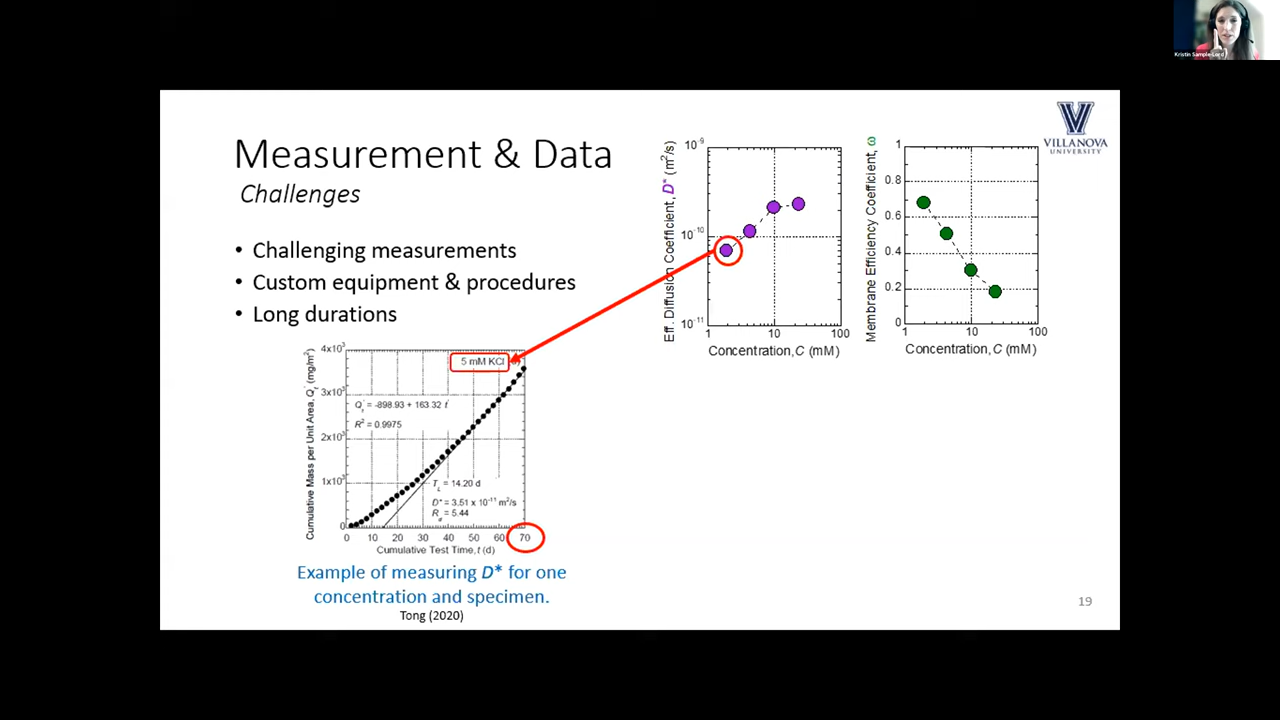 Kristin Sample-Lord
VILLANOVA
UNIVERSITY
Measurement & Data
Challenges
• Challenging measurements
• Custom equipment & procedures
• Long durations
Eff. Diffusion Coefficient, D* (m²/s)
10⁻⁹
10⁻¹⁰
10⁻¹¹
1 10 100
Concentration, C (mM)
Membrane Efficiency Coefficient, ω
1
0.8
0.6
0.4
0.2
0
1 10 100
Concentration, C (mM)
Cumulative Mass per Unit Area, Q't (mg/m²)
4x10³
3x10³
2x10³
1x10³
0
5 mM KCl
Q't = -898.93 + 163.32 t
R² = 0.9975
T_L = 14.20 d
D* = 3.51 x 10⁻¹¹ m²/s
R_d = 5.44
0 10 20 30 40 50 60 70
Cumulative Test Time, t (d)
Example of measuring D* for one
concentration and specimen.
Tong (2020)
19